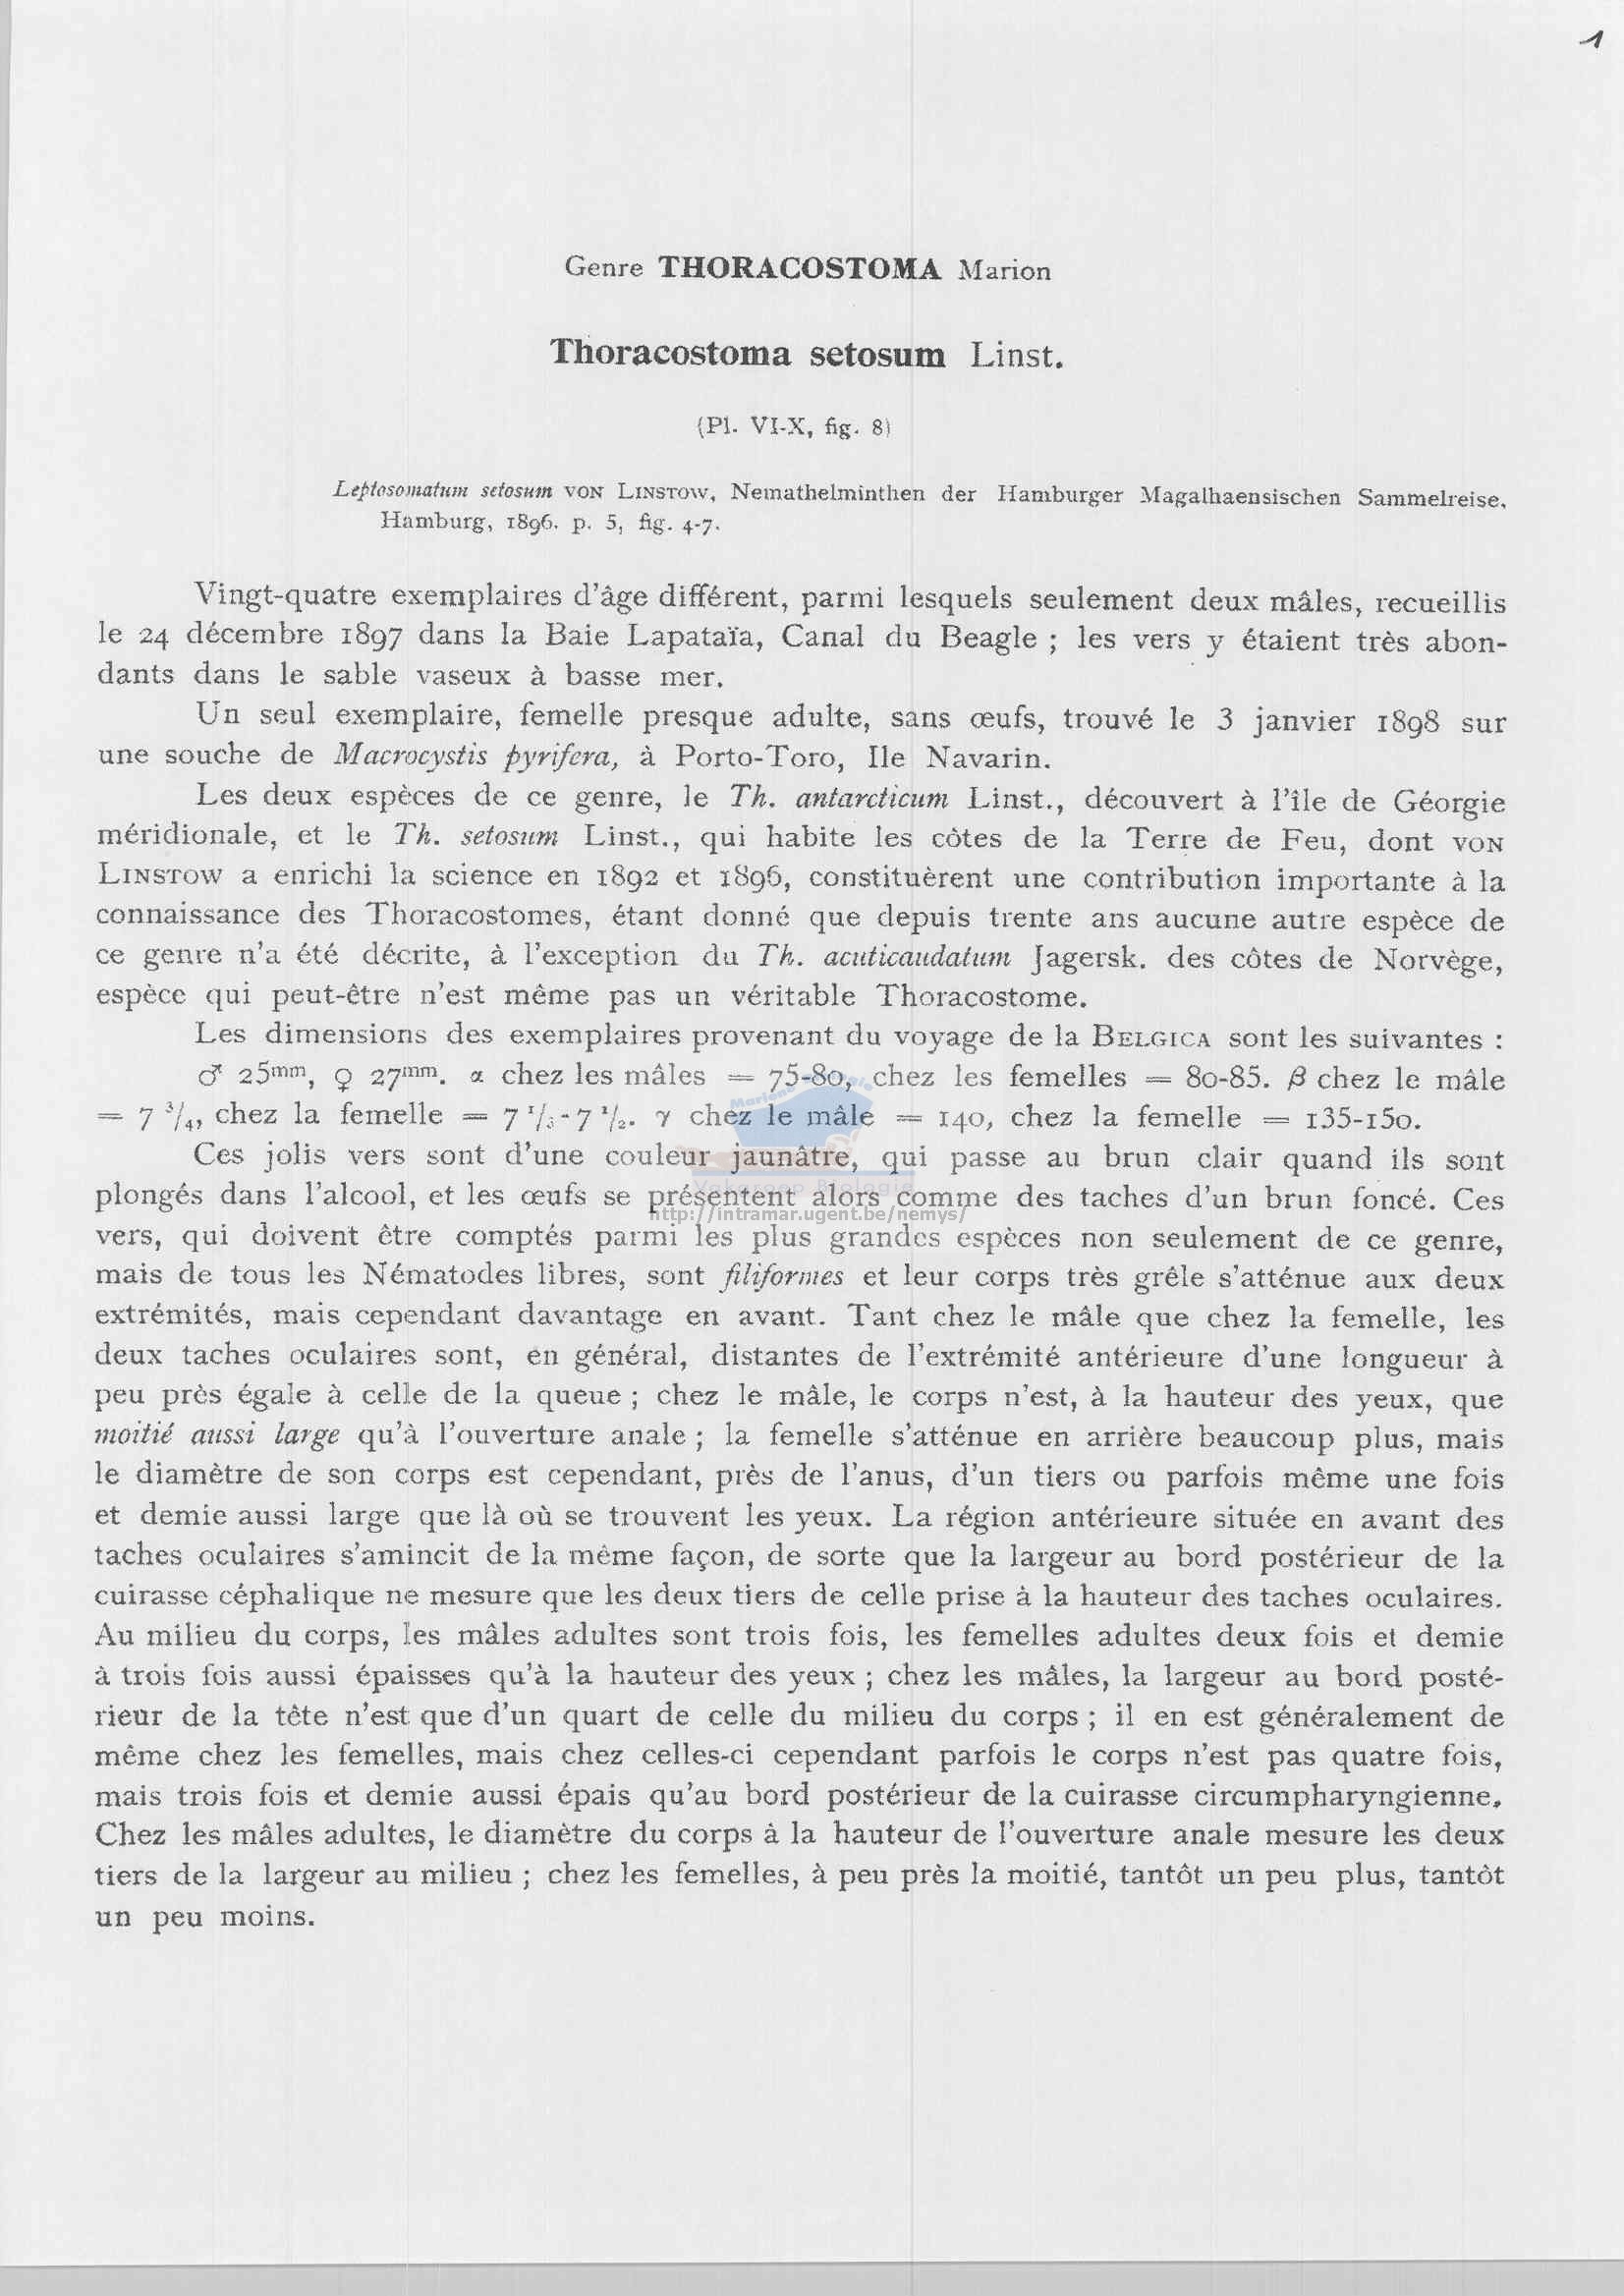 1
Genre THORACOSTOMA Marion
Thoracostoma setosum Linst.
(Pl. VI-X, fig. 8)
Leptosomatum setosum VON LINSTOW, Nemathelminthen der Hamburger Magalhaensischen Sammelreise,
Hamburg, 1896. p. 5, fig. 4-7.
Vingt-quatre exemplaires d'âge différent, parmi lesquels seulement deux mâles, recueillis
le 24 décembre 1897 dans la Baie Lapataïa, Canal du Beagle ; les vers y étaient très abon-
dants dans le sable vaseux à basse mer.
Un seul exemplaire, femelle presque adulte, sans œufs, trouvé le 3 janvier 1898 sur
une souche de Macrocystis pyrifera, à Porto-Toro, Ile Navarin.
Les deux espèces de ce genre, le Th. antarcticum Linst., découvert à l'île de Géorgie
méridionale, et le Th. setosum Linst., qui habite les côtes de la Terre de Feu, dont VON
LINSTOW a enrichi la science en 1892 et 1896, constituèrent une contribution importante à la
connaissance des Thoracostomes, étant donné que depuis trente ans aucune autre espèce de
ce genre n'a été décrite, à l'exception du Th. acuticaudatum Jagersk. des côtes de Norvège,
espèce qui peut-être n'est même pas un véritable Thoracostome.
Les dimensions des exemplaires provenant du voyage de la BELGICA sont les suivantes :
♂ 25mm, ♀ 27mm. α chez les mâles = 75-80, chez les femelles = 80-85. β chez le mâle
= 7 3/4, chez la femelle = 7 1/3-7 1/2. γ chez le mâle = 140, chez la femelle = 135-150.
Ces jolis vers sont d'une couleur jaunâtre, qui passe au brun clair quand ils sont
plongés dans l'alcool, et les œufs se présentent alors comme des taches d'un brun foncé. Ces
Vakgroep Biologie
http://intramar.ugent.be/nemys/
vers, qui doivent être comptés parmi les plus grandes espèces non seulement de ce genre,
mais de tous les Nématodes libres, sont filiformes et leur corps très grêle s'atténue aux deux
extrémités, mais cependant davantage en avant. Tant chez le mâle que chez la femelle, les
deux taches oculaires sont, en général, distantes de l'extrémité antérieure d'une longueur à
peu près égale à celle de la queue ; chez le mâle, le corps n'est, à la hauteur des yeux, que
moitié aussi large qu'à l'ouverture anale ; la femelle s'atténue en arrière beaucoup plus, mais
le diamètre de son corps est cependant, près de l'anus, d'un tiers ou parfois même une fois
et demie aussi large que là où se trouvent les yeux. La région antérieure située en avant des
taches oculaires s'amincit de la même façon, de sorte que la largeur au bord postérieur de la
cuirasse céphalique ne mesure que les deux tiers de celle prise à la hauteur des taches oculaires.
Au milieu du corps, les mâles adultes sont trois fois, les femelles adultes deux fois et demie
à trois fois aussi épaisses qu'à la hauteur des yeux ; chez les mâles, la largeur au bord posté-
rieur de la tête n'est que d'un quart de celle du milieu du corps ; il en est généralement de
même chez les femelles, mais chez celles-ci cependant parfois le corps n'est pas quatre fois,
mais trois fois et demie aussi épais qu'au bord postérieur de la cuirasse circumpharyngienne.
Chez les mâles adultes, le diamètre du corps à la hauteur de l'ouverture anale mesure les deux
tiers de la largeur au milieu ; chez les femelles, à peu près la moitié, tantôt un peu plus, tantôt
un peu moins.